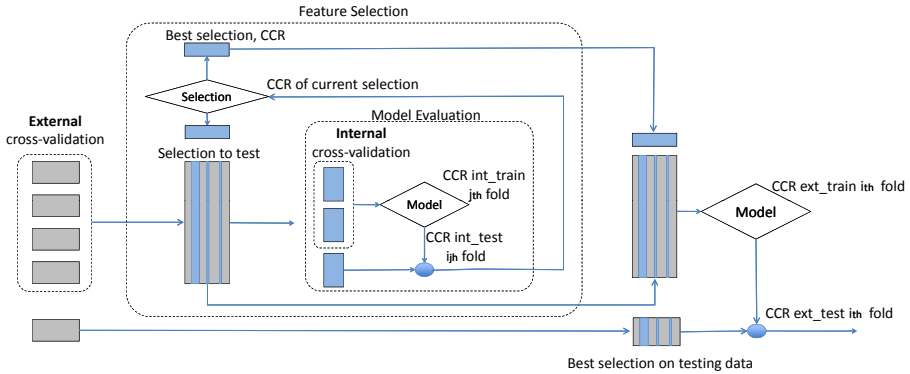 Feature Selection
Best selection, CCR
CCR of current selection
Selection
External
cross-validation
Model Evaluation
Internal
cross-validation
Selection to test
CCR int_train
jth fold
Model
CCR int_test
ijh fold
CCR ext_train ith fold
Model
CCR ext_test ith fold
Best selection on testing data